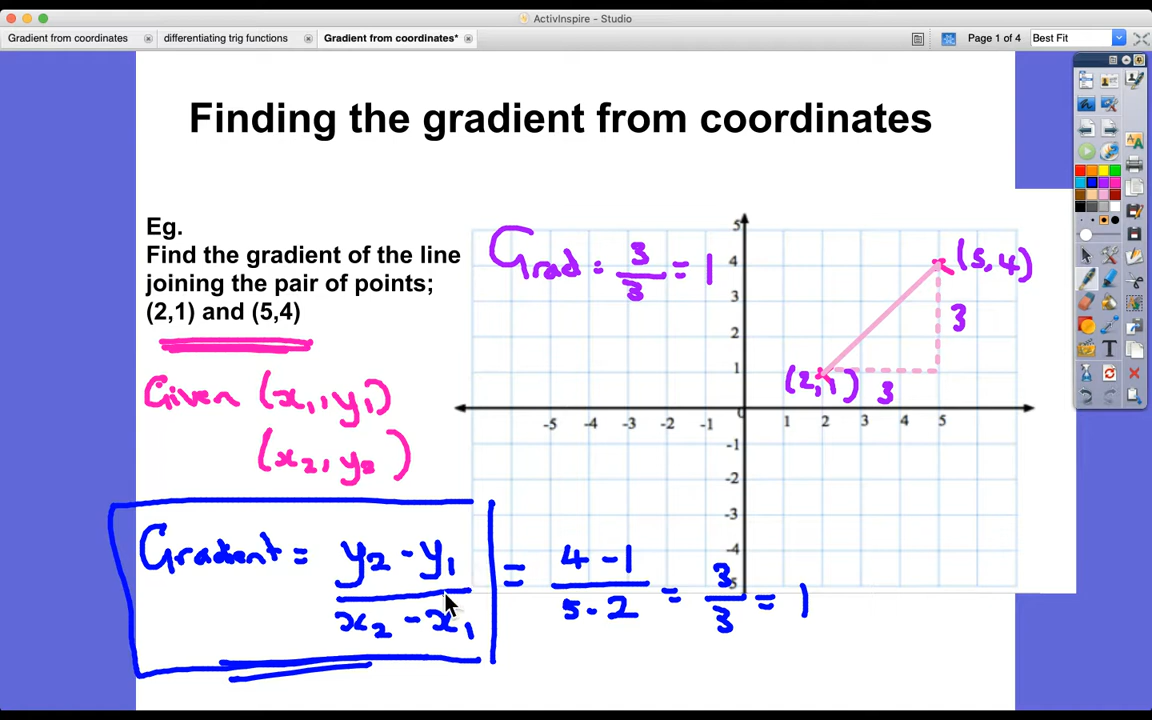 ActivInspire - Studio
Gradient from coordinates
differentiating trig functions
Gradient from coordinates*
Page 1 of 4
Best Fit
Finding the gradient from coordinates
Eg.
Find the gradient of the line
joining the pair of points;
(2,1) and (5,4)
Given (x₁, y₁)
(x₂, y₂)
Gradient = y₂ - y₁ / x₂ - x₁ = 4 - 1 / 5 - 2 = 3 / 3 = 1
Grad = 3 / 3 = 1
(5,4)
3
(2,1)
3
5
4
3
2
1
0
-5 -4 -3 -2 -1 1 2 3 4 5
-1
-2
-3
-4
5